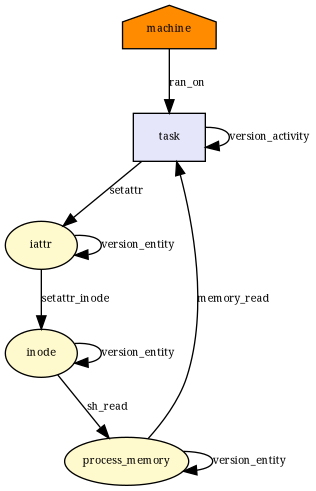 machine
ran_on
task
version_activity
setattr
iattr
version_entity
setattr_inode
memory_read
inode
version_entity
sh_read
process_memory
version_entity